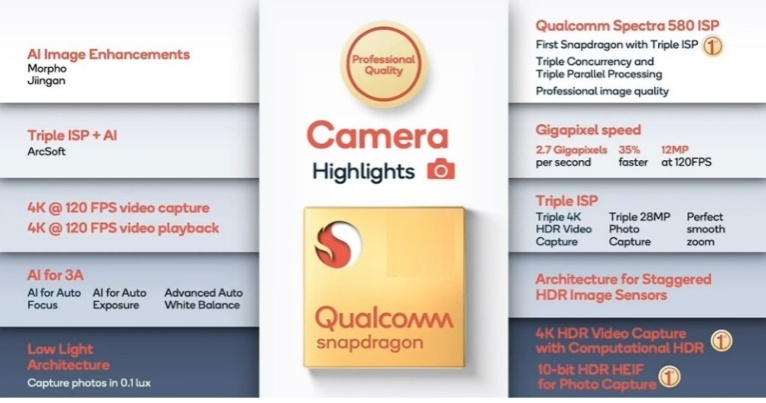 AI Image Enhancements
Morpho
Jiingan
Triple ISP + AI
ArcSoft
4K @ 120 FPS video capture
4K @ 120 FPS video playback
AI for 3A
AI for Auto
Focus
AI for Auto
Exposure
Advanced Auto
White Balance
Low Light
Architecture
Capture photos in 0.1 lux
Professional
Quality
Camera
Highlights
Qualcomm
snapdragon
Qualcomm Spectra 580 ISP
First Snapdragon with Triple ISP 1
Triple Concurrency and
Triple Parallel Processing
Professional image quality
Gigapixel speed
2.7 Gigapixels
per second
35%
faster
12MP
at 120FPS
Triple ISP
Triple 4K
HDR Video
Capture
Triple 28MP
Photo
Capture
Perfect
smooth
zoom
Architecture for Staggered
HDR Image Sensors
4K HDR Video Capture
with Computational HDR 1
10-bit HDR HEIF
for Photo Capture 1